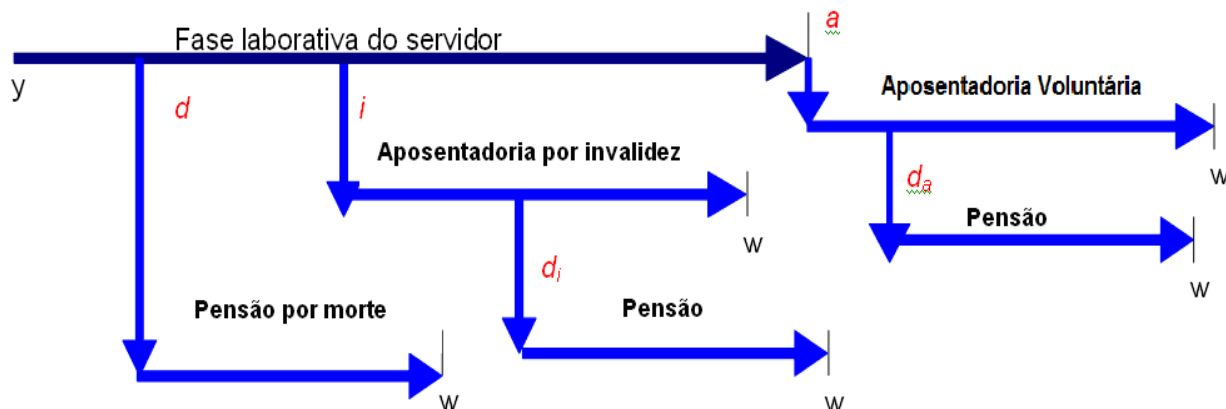 a
Fase laborativa do servidor
y
Aposentadoria Voluntária
d
i
Aposentadoria por invalidez
w
da
Pensão
w
di
w
Pensão por morte
Pensão
w
w